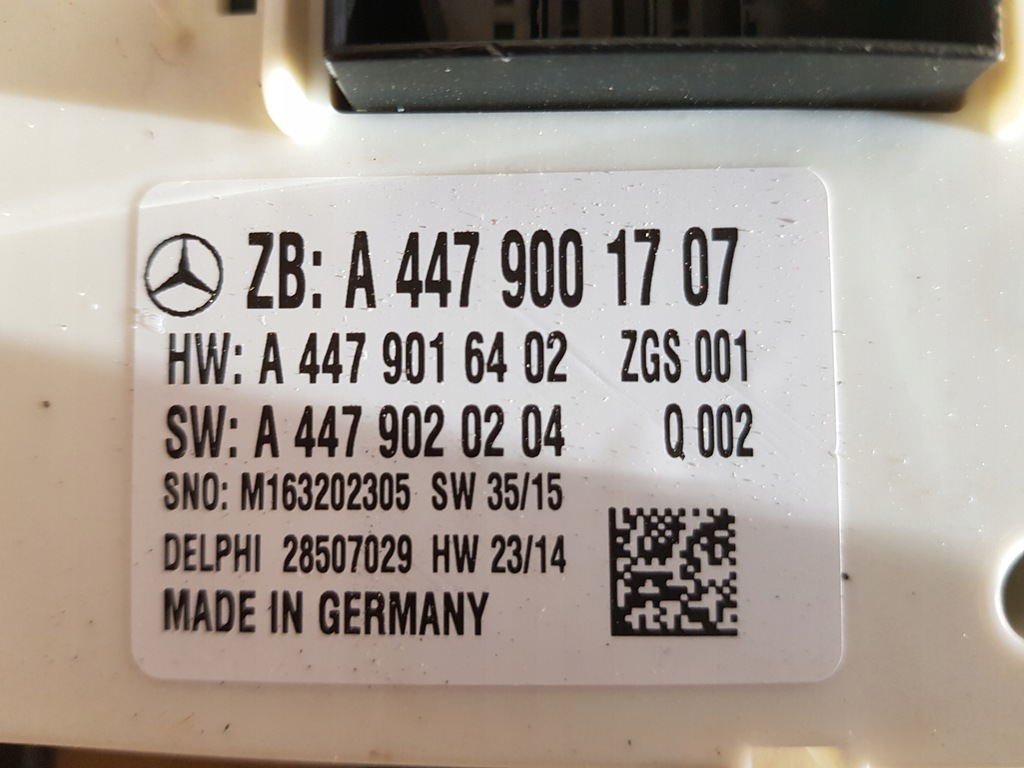 ZB: A 447 900 17 07
HW: A 447 901 64 02 ZGS 001
SW: A 447 902 02 04 Q 002
SNO: M163202305 SW 35/15
DELPHI 28507029 HW 23/14
MADE IN GERMANY